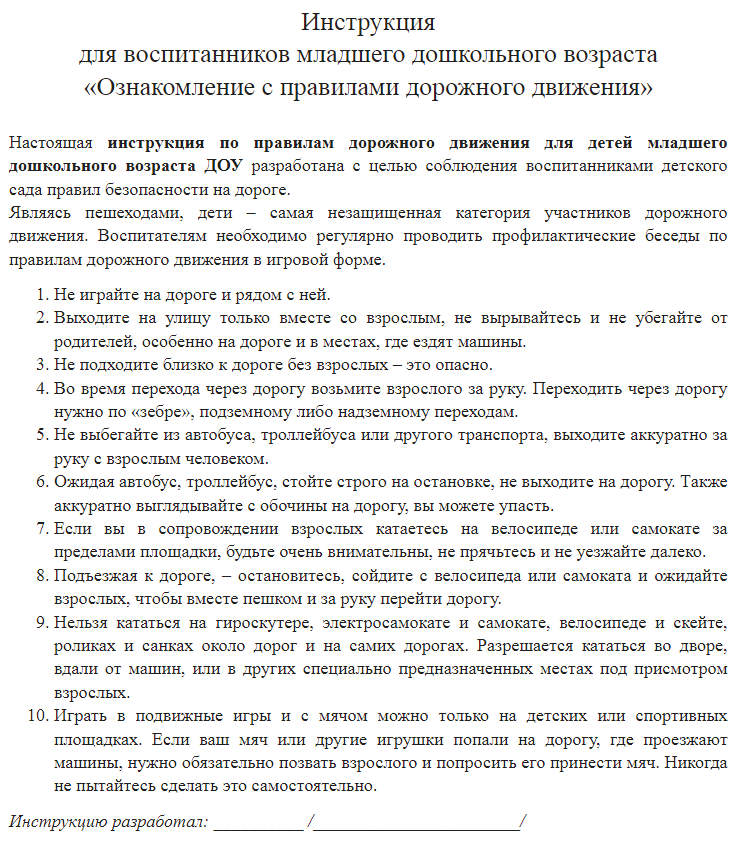 Инструкция
для воспитанников младшего дошкольного возраста
«Ознакомление с правилами дорожного движения»
Настоящая инструкция по правилам дорожного движения для детей младшего
дошкольного возраста ДОУ разработана с целью соблюдения воспитанниками детского
сада правил безопасности на дороге.
Являясь пешеходами, дети – самая незащищенная категория участников дорожного
движения. Воспитателям необходимо регулярно проводить профилактические беседы по
правилам дорожного движения в игровой форме.
1. Не играйте на дороге и рядом с ней.
2. Выходите на улицу только вместе со взрослым, не вырывайтесь и не убегайте от
родителей, особенно на дороге и в местах, где ездят машины.
3. Не подходите близко к дороге без взрослых – это опасно.
4. Во время перехода через дорогу возьмите взрослого за руку. Переходить через дорогу
нужно по «зебре», подземному либо надземному переходам.
5. Не выбегайте из автобуса, троллейбуса или другого транспорта, выходите аккуратно за
руку с взрослым человеком.
6. Ожидая автобус, троллейбус, стойте строго на остановке, не выходите на дорогу. Также
аккуратно выглядывайте с обочины на дорогу, вы можете упасть.
7. Если вы в сопровождении взрослых катаетесь на велосипеде или самокате за
пределами площадки, будьте очень внимательны, не прячьтесь и не уезжайте далеко.
8. Подъезжая к дороге, – остановитесь, сойдите с велосипеда или самоката и ожидайте
взрослых, чтобы вместе пешком и за руку перейти дорогу.
9. Нельзя кататься на гироскутере, электросамокате и самокате, велосипеде и скейте,
роликах и санках около дорог и на самих дорогах. Разрешается кататься во дворе,
вдали от машин, или в других специально предназначенных местах под присмотром
взрослых.
10. Играть в подвижные игры и с мячом можно только на детских или спортивных
площадках. Если ваш мяч или другие игрушки попали на дорогу, где проезжают
машины, нужно обязательно позвать взрослого и попросить его принести мяч. Никогда
не пытайтесь сделать это самостоятельно.
Инструкцию разработал: __________ /_______________________/